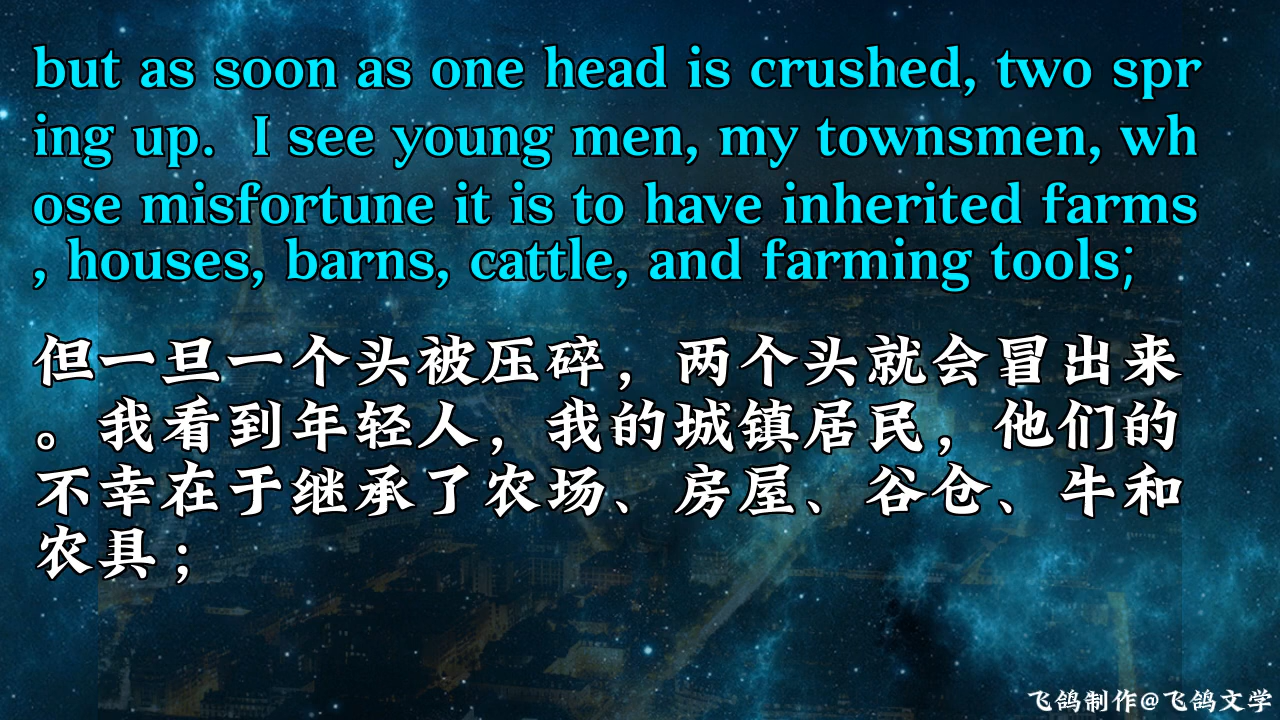 but as soon as one head is crushed, two spr
ing up.  I see young men, my townsmen, wh
ose misfortune it is to have inherited farms
, houses, barns, cattle, and farming tools;
但一旦一个头被压碎，两个头就会冒出来
。我看到年轻人，我的城镇居民，他们的
不幸在于继承了农场、房屋、谷仓、牛和
农具；
飞鸽制作@飞鸽文学